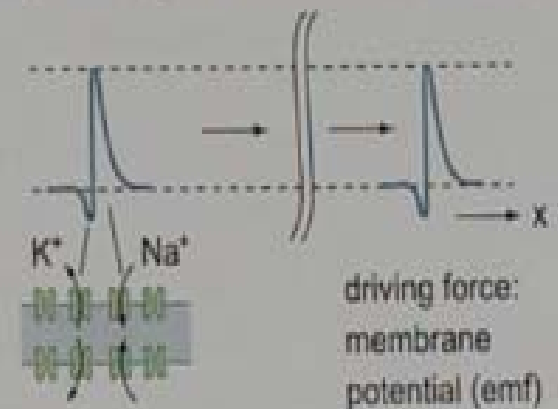 x
K⁺ Na⁺
driving force:
membrane
potential (emf)